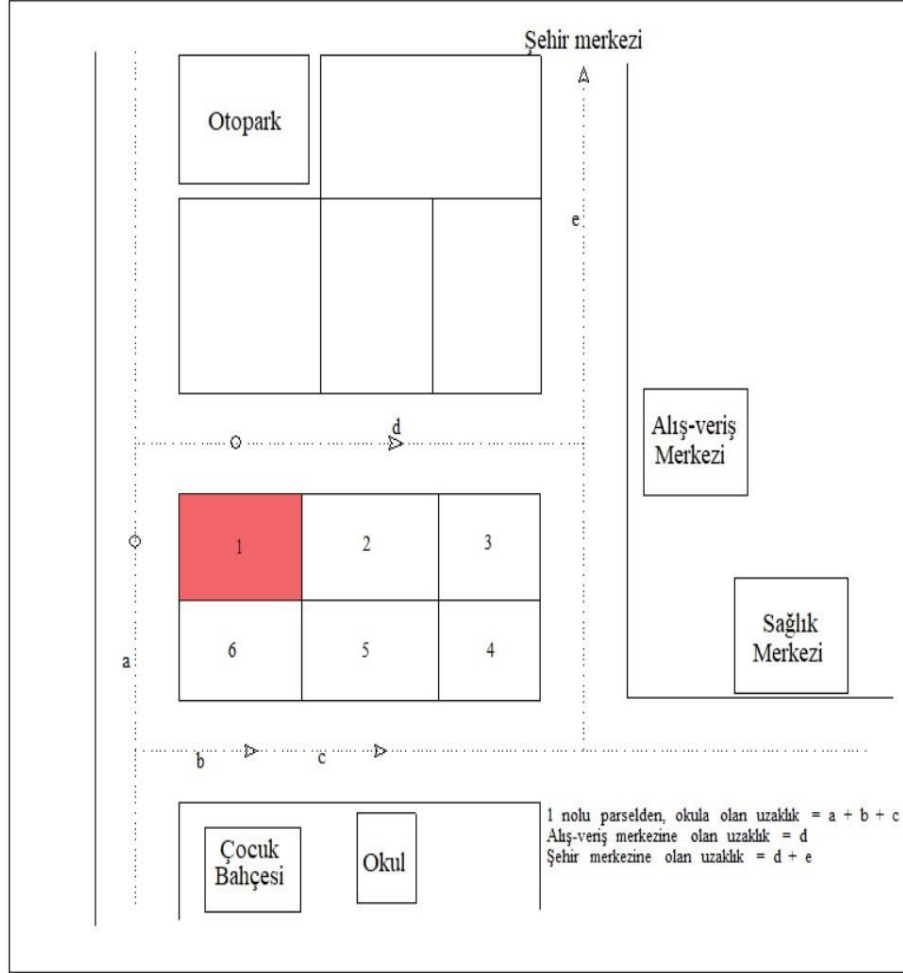 Şehir merkezi
Otopark
e
d
Alış-veriş
Merkezi
1
2
3
Sağlık
Merkezi
6
5
4
a
b
c
1 nolu parselden, okula olan uzaklık = a + b + c
Alış-veriş merkezine olan uzaklık = d
Şehir merkezine olan uzaklık = d + e
Çocuk
Bahçesi
Okul